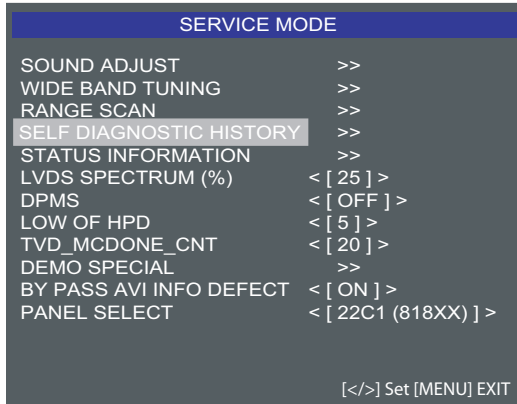 SERVICE MODE
SOUND ADJUST >>
WIDE BAND TUNING >>
RANGE SCAN >>
SELF DIAGNOSTIC HISTORY >>
STATUS INFORMATION >>
LVDS SPECTRUM (%) < [ 25 ] >
DPMS < [ OFF ] >
LOW OF HPD < [ 5 ] >
TVD_MCDONE_CNT < [ 20 ] >
DEMO SPECIAL >>
BY PASS AVI INFO DEFECT < [ ON ] >
PANEL SELECT < [ 22C1 (818XX) ] >
[</>] Set [MENU] EXIT